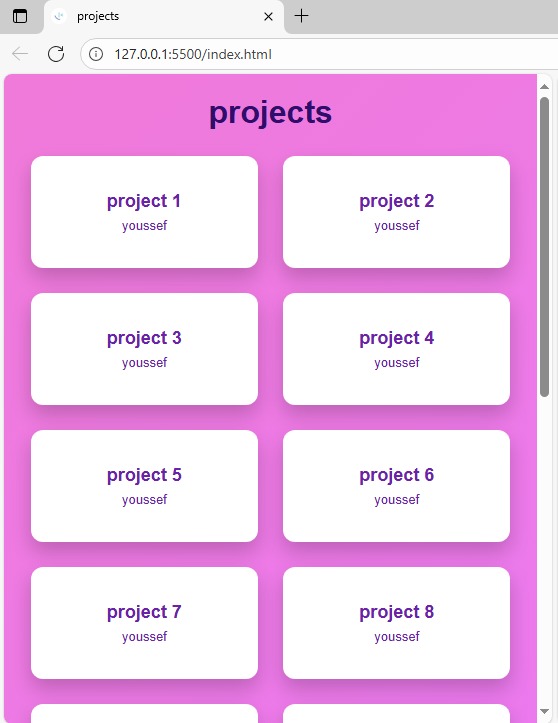 projects
127.0.0.1:5500/index.html
projects
project 1
youssef
project 2
youssef
project 3
youssef
project 4
youssef
project 5
youssef
project 6
youssef
project 7
youssef
project 8
youssef